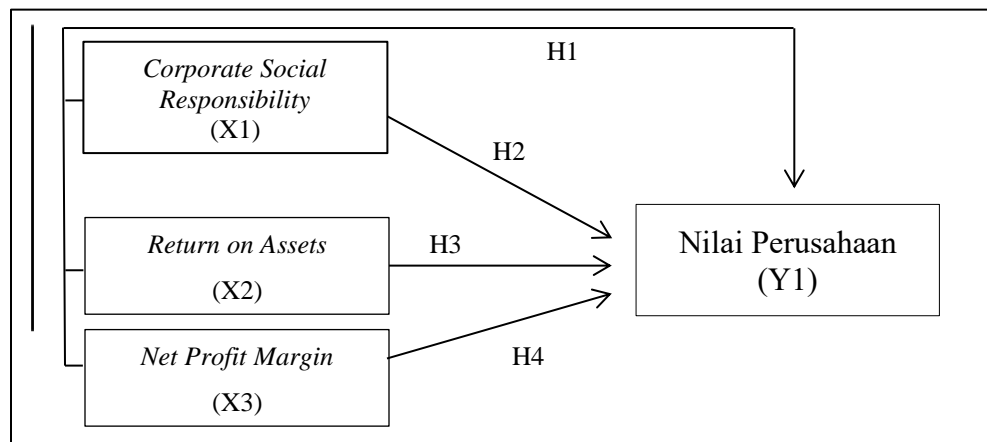 H1
Corporate Social
Responsibility
(X1)
H2
Return on Assets
(X2)
H3
Nilai Perusahaan
(Y1)
Net Profit Margin
(X3)
H4